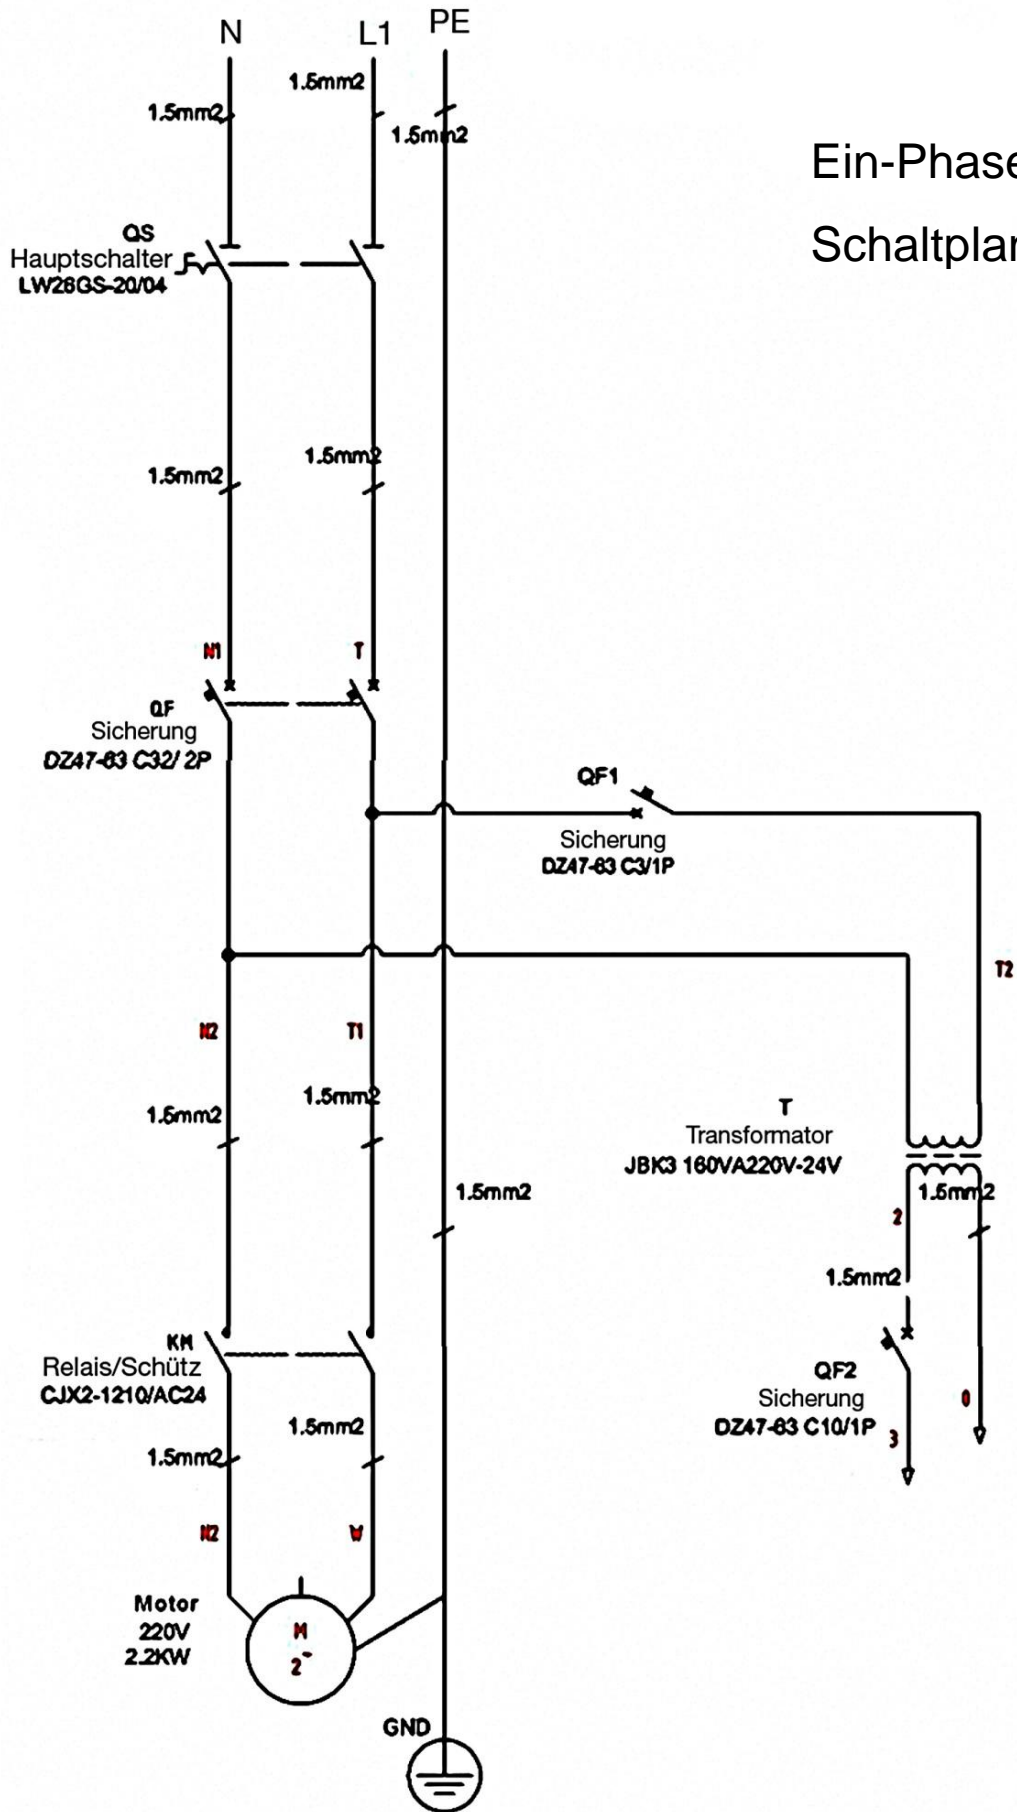 N
L1
PE
1.5mm2
1.5mm2
1.5mm2
Ein-Phase
Schaltplan
QS
Hauptschalter
LW26GS-20/04
1.5mm2
1.5mm2
N1
T
QF
Sicherung
DZ47-63 C32/ 2P
QF1
Sicherung
DZ47-63 C3/1P
T2
N2
T1
1.5mm2
1.5mm2
T
Transformator
JBK3 160VA220V-24V
1.5mm2
1.5mm2
2
1.5mm2
KM
Relais/Schütz
CJX2-1210/AC24
QF2
Sicherung
DZ47-63 C10/1P
0
3
1.5mm2
1.5mm2
N2
W
Motor
220V
2.2KW
M
2~
GND